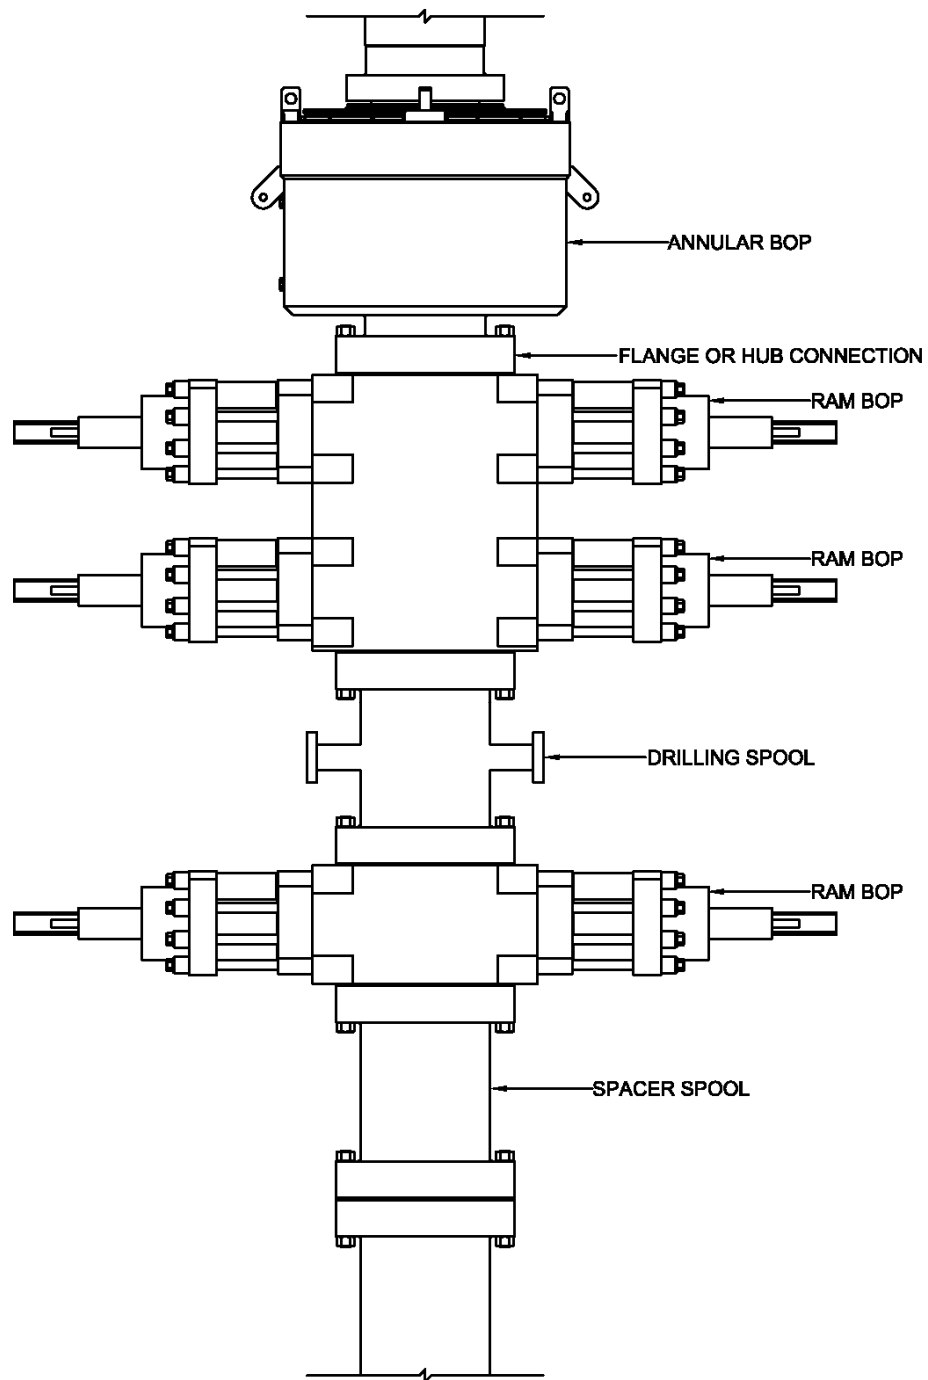 ANNULAR BOP
FLANGE OR HUB CONNECTION
RAM BOP
RAM BOP
DRILLING SPOOL
RAM BOP
SPACER SPOOL